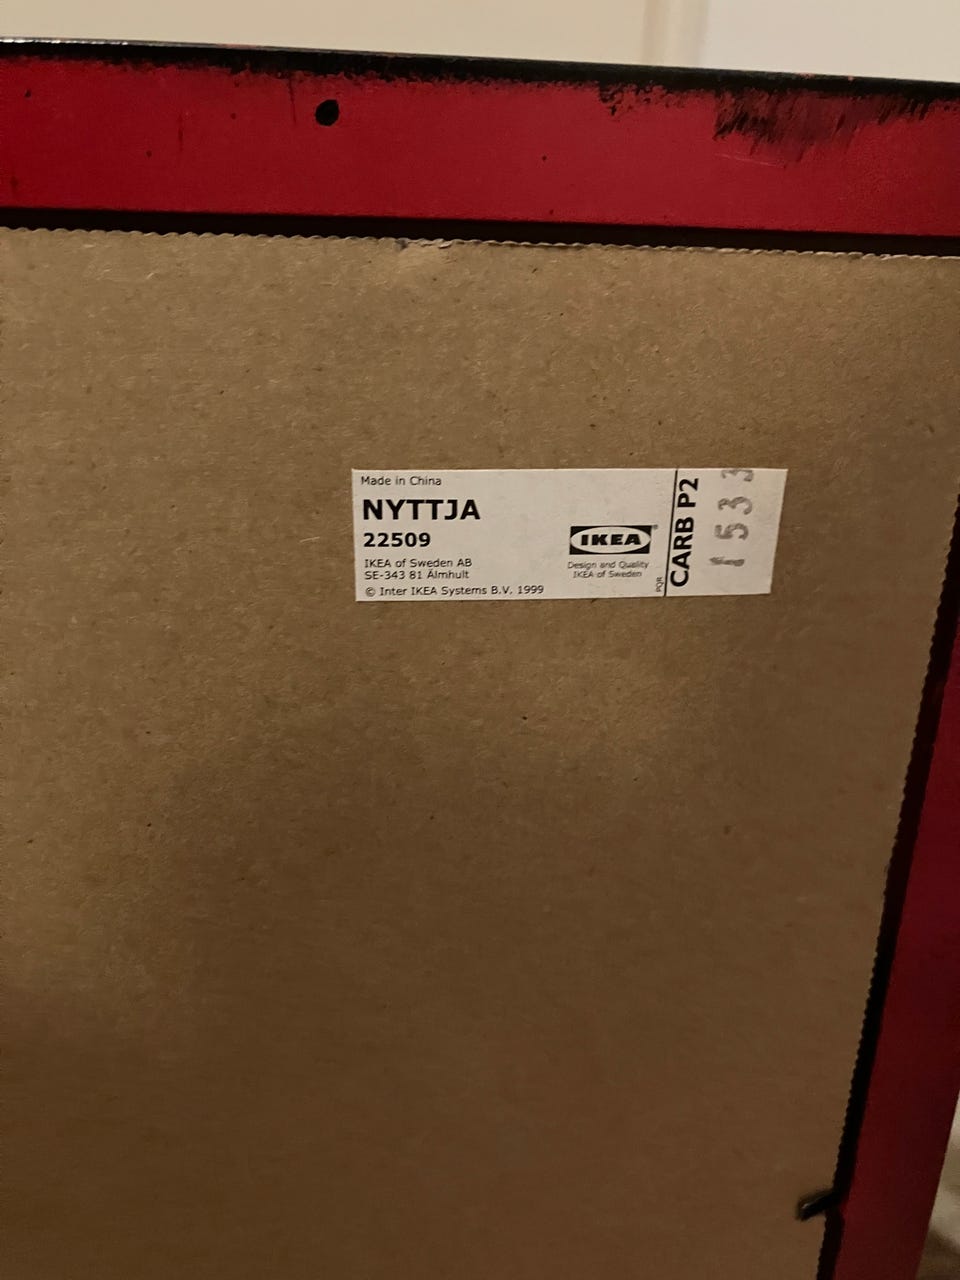 Made in China
NYTTJA
22509
IKEA of Sweden AB
SE-343 81 Älmhult
© Inter IKEA Systems B.V. 1999
IKEA®
Design and Quality
IKEA of Sweden
PQR
CARB P2
1533